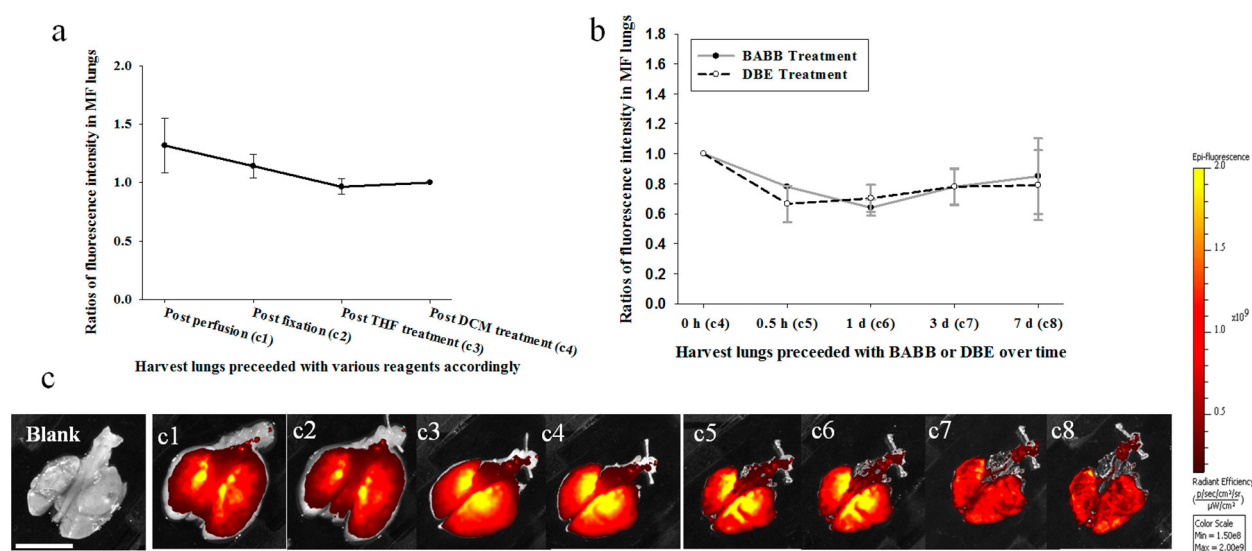 a
Ratios of fluorescence intensity in MF lungs
2.0
1.5
1.0
0.5
0.0
Post perfusion (c1)
Post fixation (c2)
Post THF treatment (c3)
Post DCM treatment (c4)
Harvest lungs preceeded with various reagents accordingly
b
Ratios of fluorescence intensity in MF lungs
1.8
1.6
1.4
1.2
1.0
0.8
0.6
0.4
0.2
0.0
BABB Treatment
DBE Treatment
0 h (c4)
0.5 h (c5)
1 d (c6)
3 d (c7)
7 d (c8)
Harvest lungs preceeded with BABB or DBE over time
c
Blank
c1
c2
c3
c4
c5
c6
c7
c8
Epi-fluorescence
2.0
1.5
1.0
x10⁹
0.5
Radiant Efficiency
(p/sec/cm²/sr
µW/cm²)
Color Scale
Min = 1.50e8
Max = 2.00e9